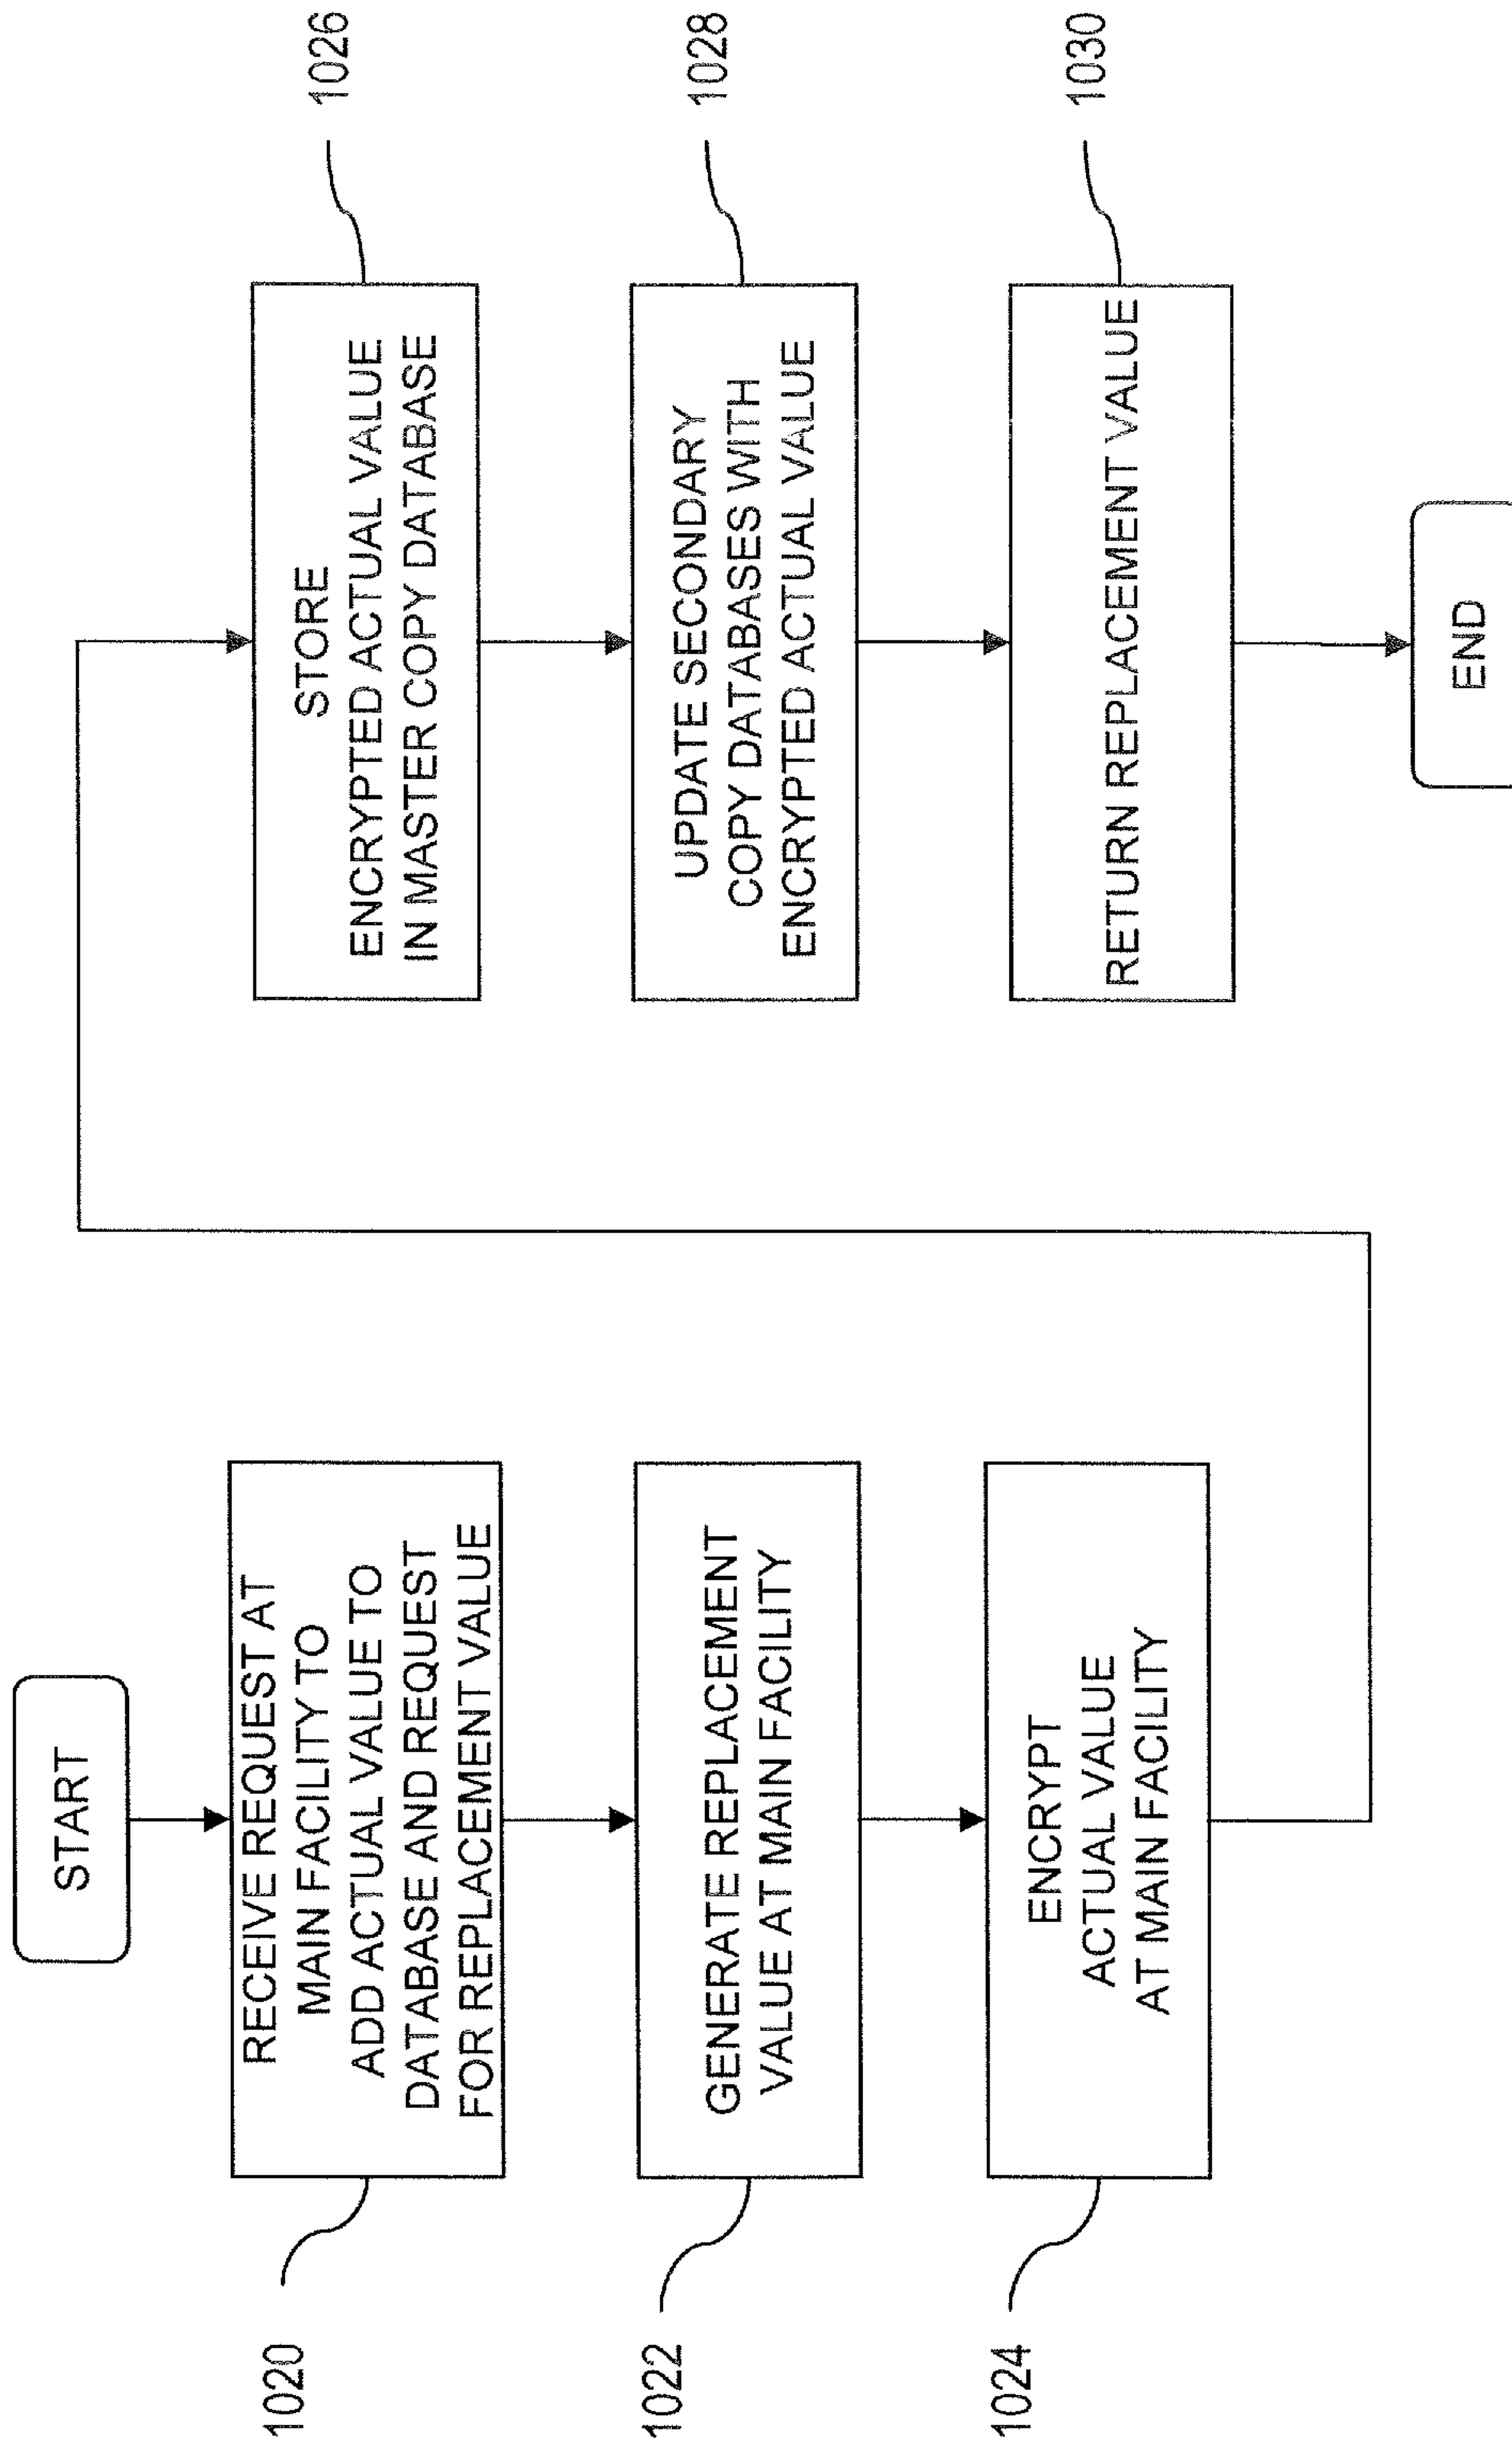 START
RECEIVE REQUEST AT
MAIN FACILITY TO
ADD ACTUAL VALUE TO
DATABASE AND REQUEST
FOR REPLACEMENT VALUE
1020
GENERATE REPLACEMENT
VALUE AT MAIN FACILITY
1022
ENCRYPT
ACTUAL VALUE
AT MAIN FACILITY
1024
STORE
ENCRYPTED ACTUAL VALUE
IN MASTER COPY DATABASE
1026
UPDATE SECONDARY
COPY DATABASES WITH
ENCRYPTED ACTUAL VALUE
1028
RETURN REPLACEMENT VALUE
1030
END